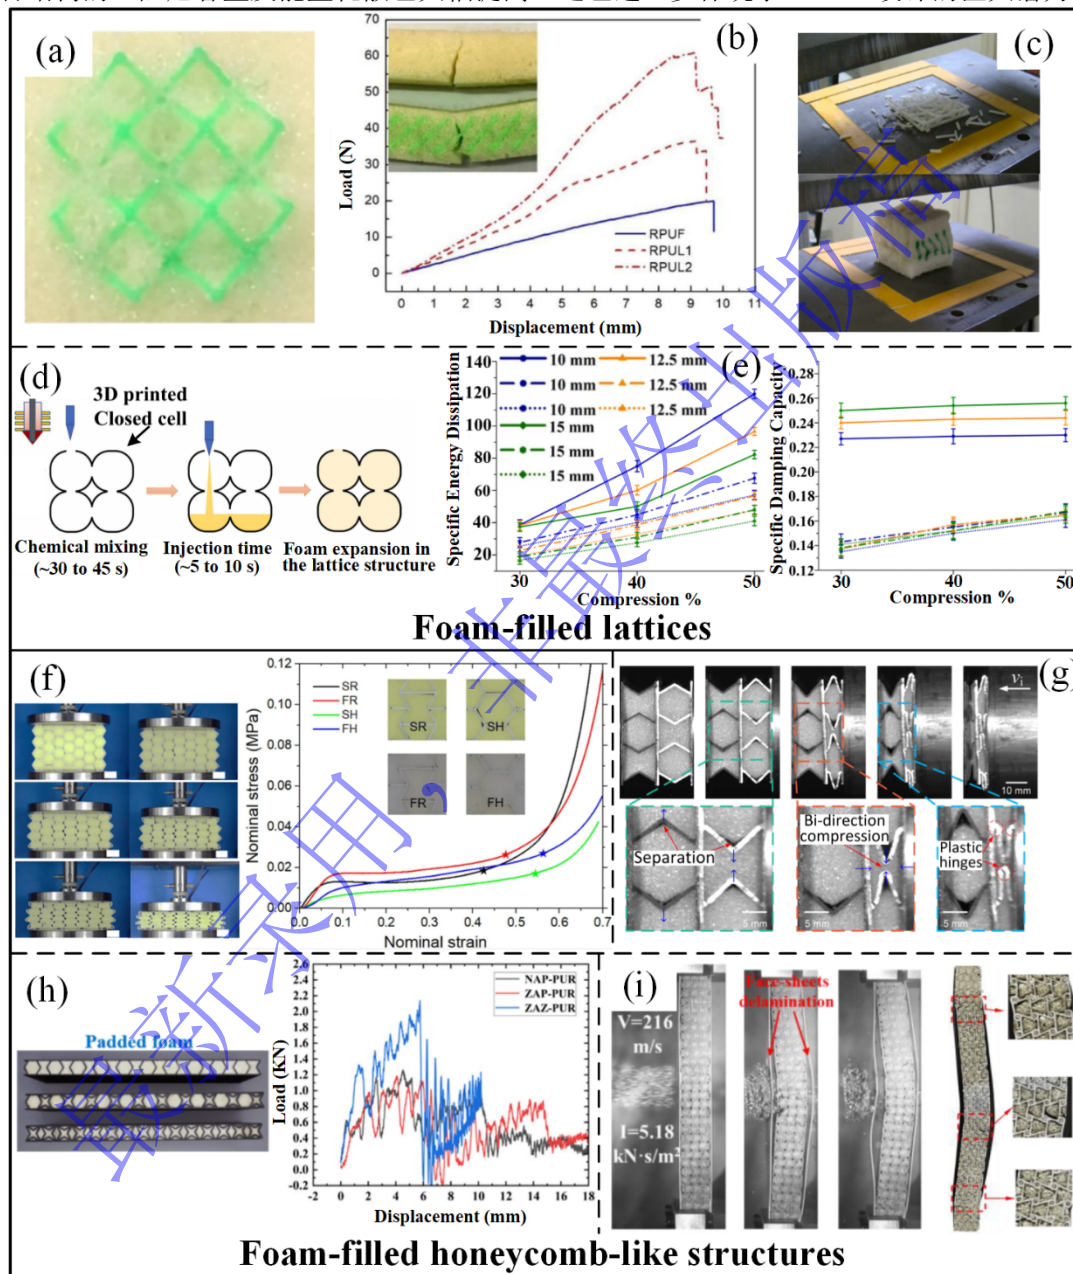 (a)
(b)
(c)
Load (N)
70
60
50
40
30
20
10
0
RPUF
RPUL1
RPUL2
0 1 2 3 4 5 6 7 8 9 10 11
Displacement (mm)
(d)
3D printed
Closed cell
Chemical mixing
(~30 to 45 s)
Injection time
(~5 to 10 s)
Foam expansion in
the lattice structure
(e)
Specific Energy Dissipation
140
120
100
80
60
40
20
10 mm 12.5 mm
10 mm 12.5 mm
10 mm 12.5 mm
15 mm
15 mm
15 mm
30 40 50
Compression %
Specific Damping Capacity
0.28
0.26
0.24
0.22
0.20
0.18
0.16
0.14
0.12
30 40 50
Compression %
Foam-filled lattices
(f)
Nominal stress (MPa)
0.12
0.10
0.08
0.06
0.04
0.02
0.00
SR
FR
SH
FH
SR
SH
FR
FH
0.0 0.1 0.2 0.3 0.4 0.5 0.6 0.7
Nominal strain
(g)
vi
10 mm
Separation
5 mm
Bi-direction
compression
5 mm
Plastic
hinges
5 mm
(h)
Padded foam
Load (KN)
2.6
2.4
2.2
2.0
1.8
1.6
1.4
1.2
1.0
0.8
0.6
0.4
0.2
0.0
-0.2
NAP-PUR
ZAP-PUR
ZAZ-PUR
-2 0 2 4 6 8 10 12 14 16 18
Displacement (mm)
(i)
Face-sheets
delamination
V=216
m/s
I=5.18
kN·s/m²
Foam-filled honeycomb-like structures
最新录用，非最终出版稿